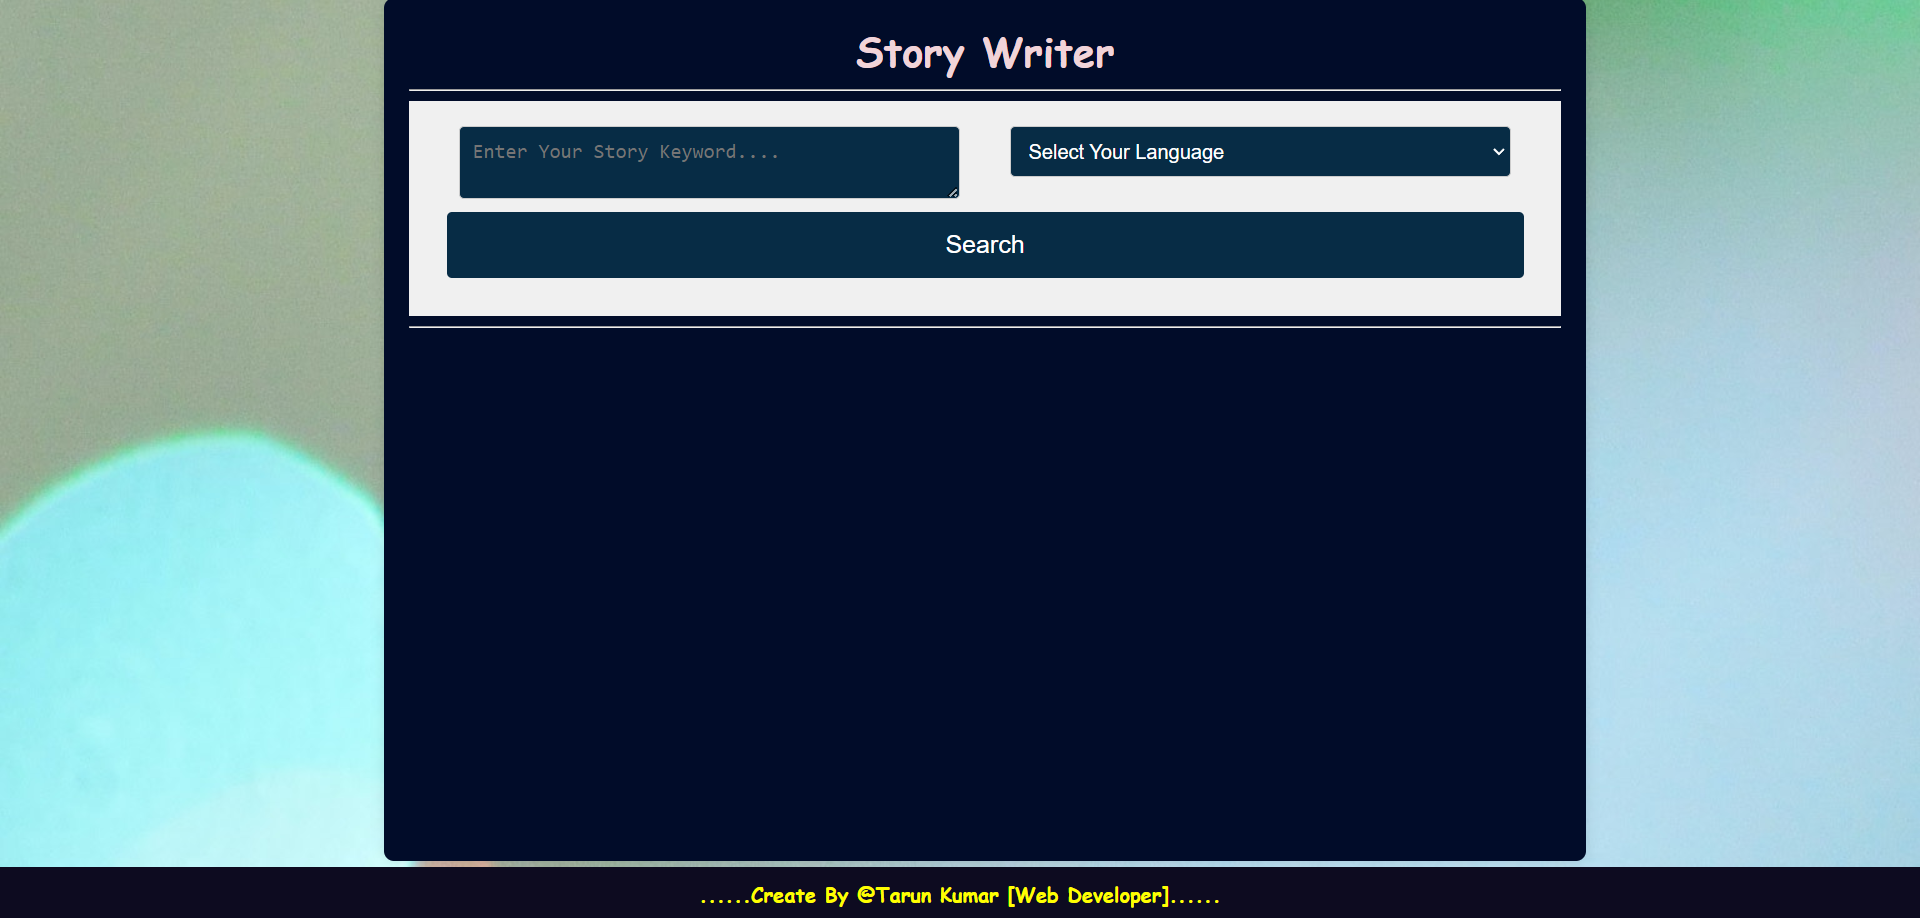 Story Writer
Enter Your Story Keyword....
Select Your Language
Search
......Create By @Tarun Kumar [Web Developer]......